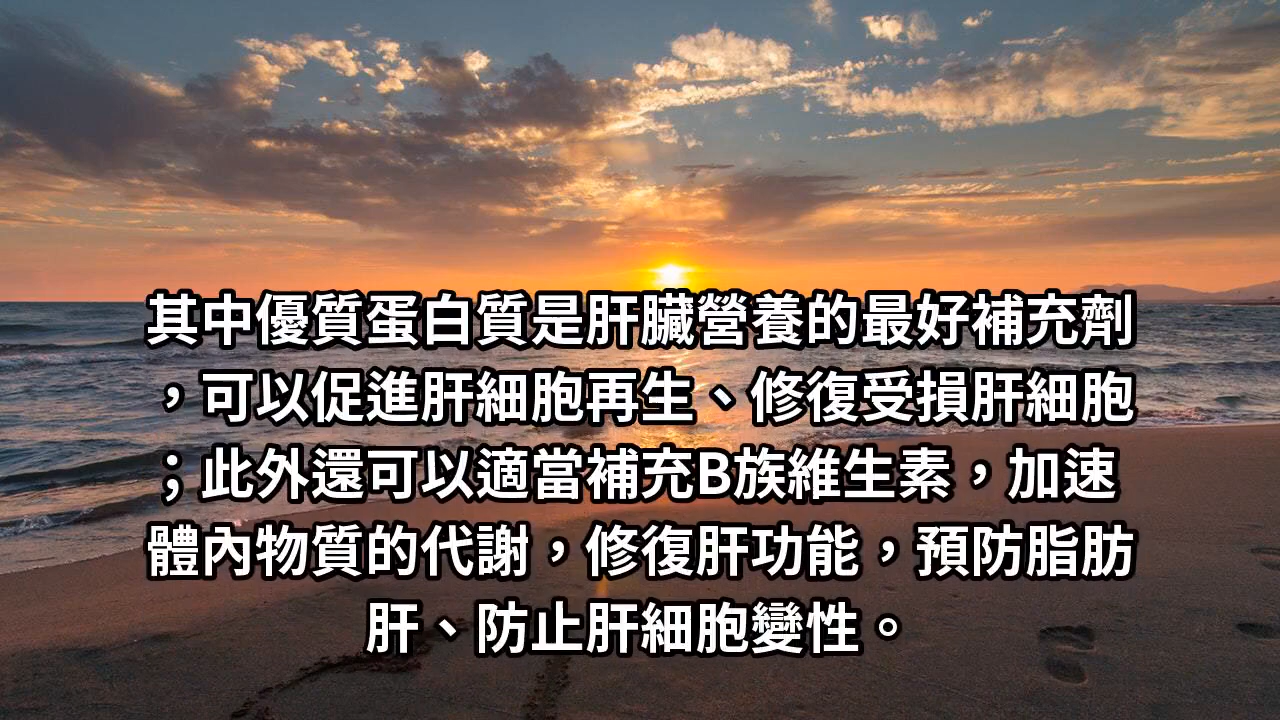 其中優質蛋白質是肝臟營養的最好補充劑
，可以促進肝細胞再生、修復受損肝細胞
；此外還可以適當補充B族維生素，加速
體內物質的代謝，修復肝功能，預防脂肪
肝、防止肝細胞變性。